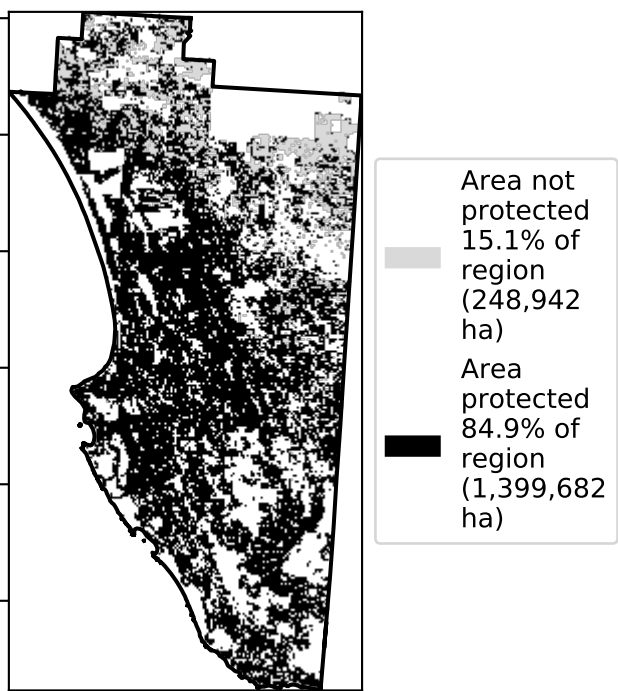 Area not
protected
15.1% of
region
(248,942
ha)
Area
protected
84.9% of
region
(1,399,682
ha)